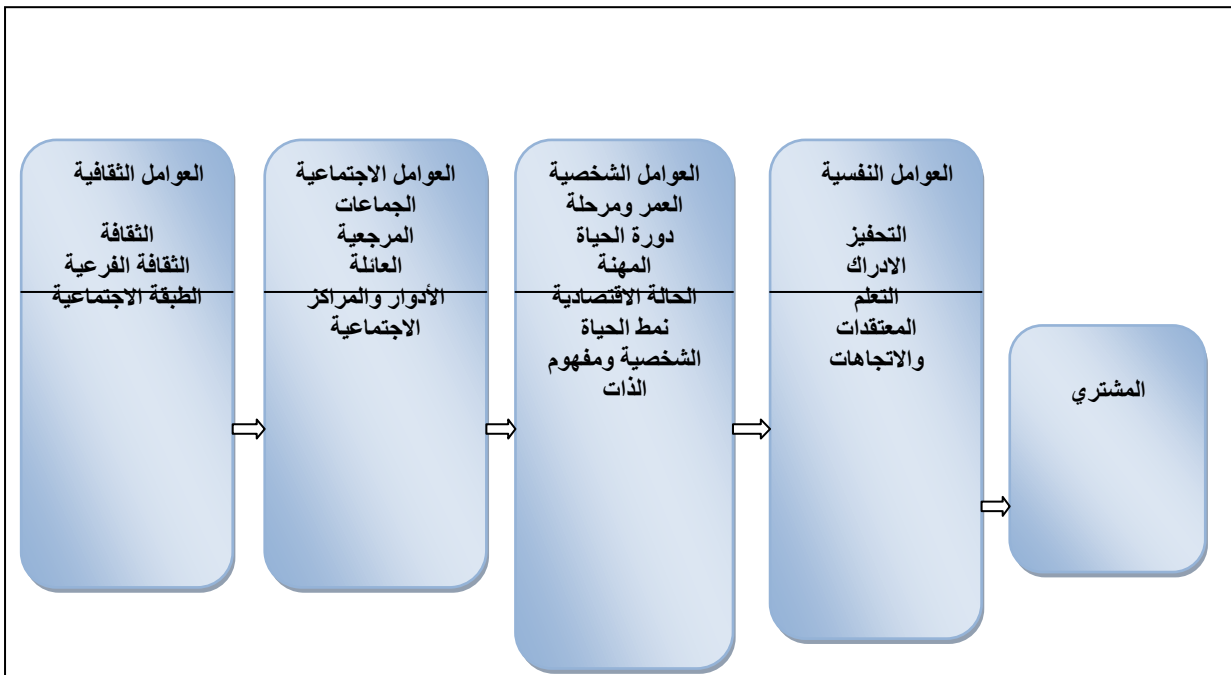 العوامل الثقافية
الثقافة
الثقافة الفرعية
الطبقة الاجتماعية
العوامل الاجتماعية
الجماعات
المرجعية
العائلة
الأدوار والمراكز
الاجتماعية
العوامل الشخصية
العمر ومرحلة
دورة الحياة
المهنة
الحالة الاقتصادية
نمط الحياة
الشخصية ومفهوم
الذات
العوامل النفسية
التحفيز
الادراك
التعلم
المعتقدات
والاتجاهات
المشتري